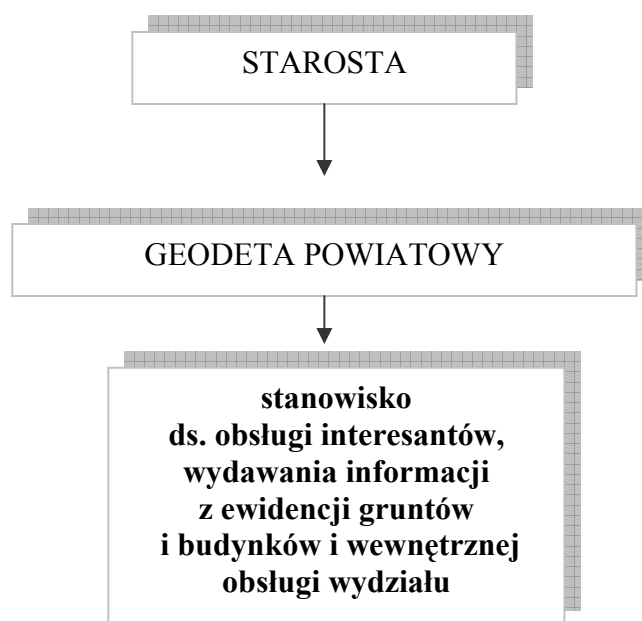 STAROSTA
GEODETA POWIATOWY
stanowisko
ds. obsługi interesantów,
wydawania informacji
z ewidencji gruntów
i budynków i wewnętrznej
obsługi wydziału